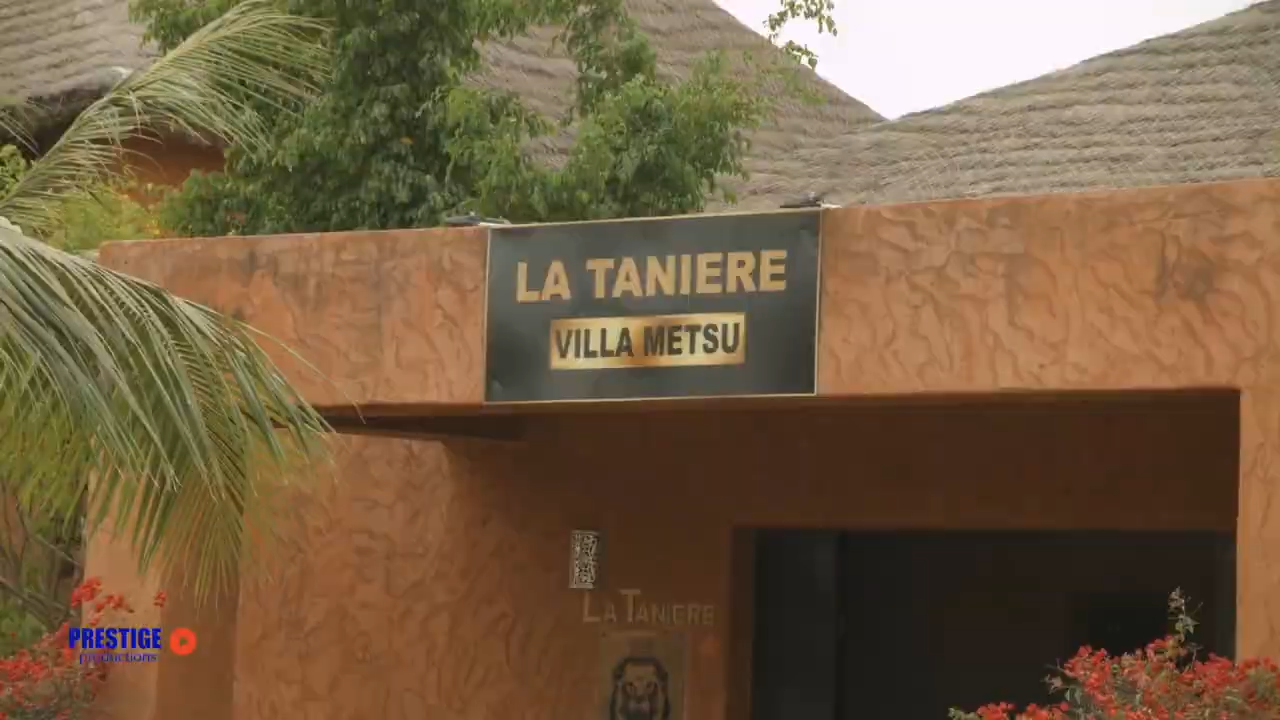 LA TANIERE
VILLA METSU
LA TANIERE
PRESTIGE
productions